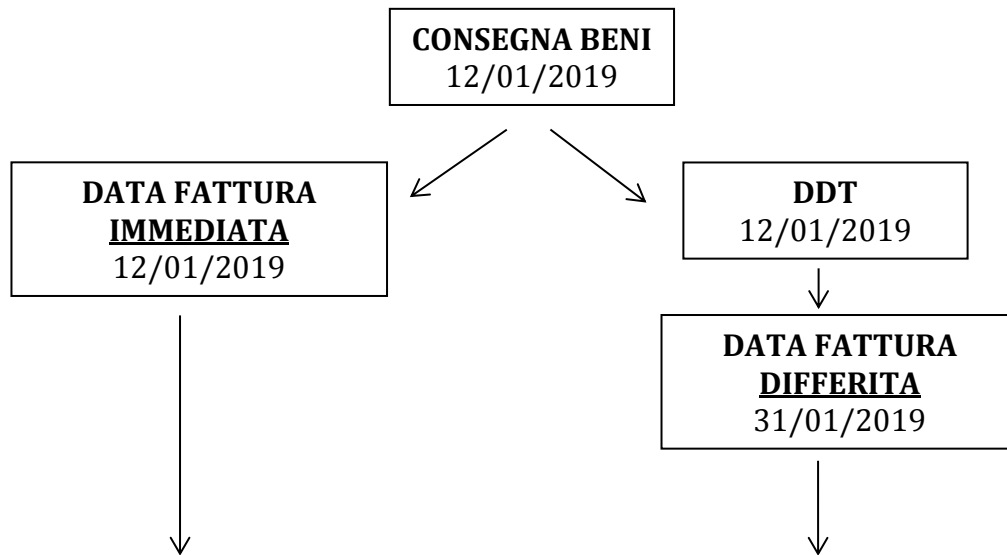 CONSEGNA BENI
12/01/2019
DATA FATTURA
IMMEDIATA
12/01/2019
DDT
12/01/2019
DATA FATTURA
DIFFERITA
31/01/2019